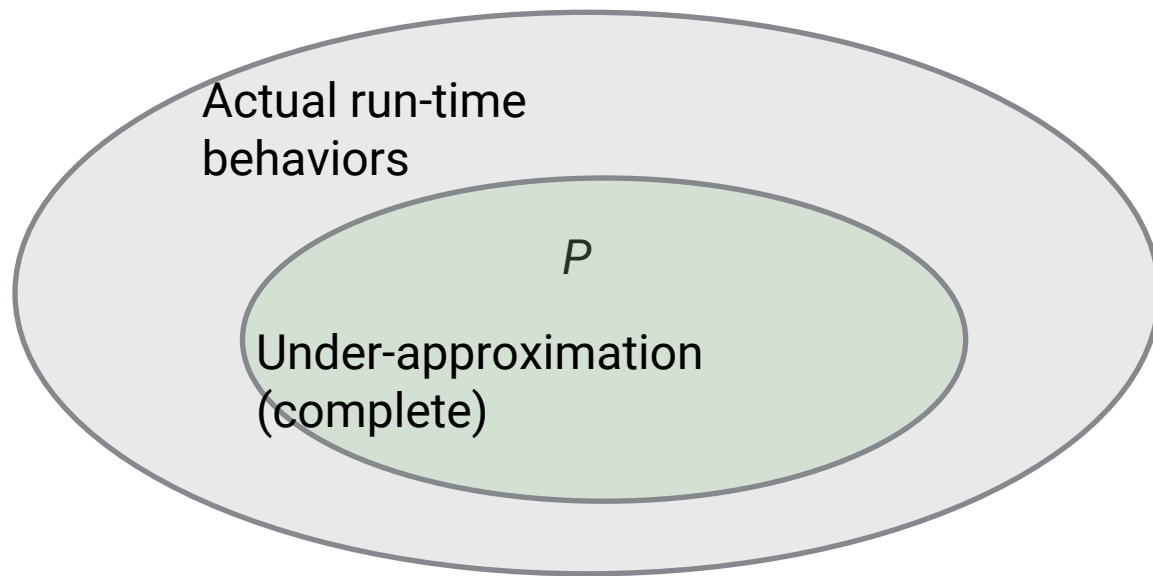 Actual run-time
behaviors
P
Under-approximation
(complete)